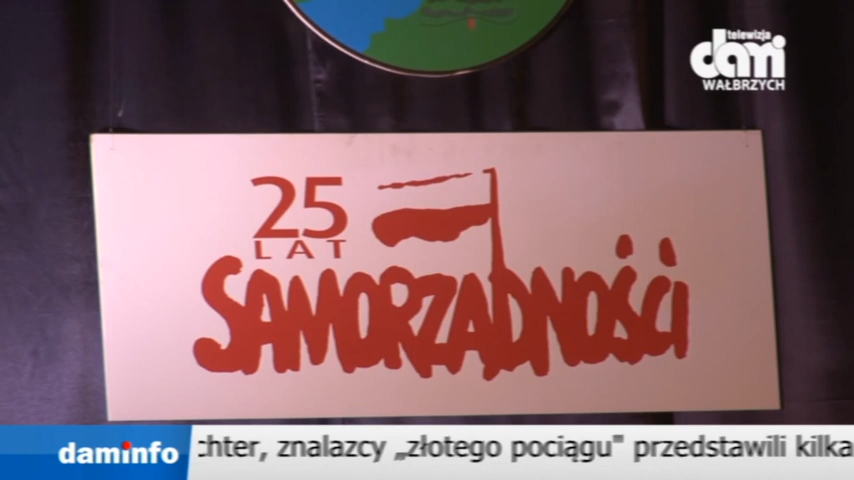 telewizja
dami
WAŁBRZYCH
25
LAT
SAMORZĄDNOŚCI
daminfo
chter, znalazcy „złotego pociągu" przedstawili kilka